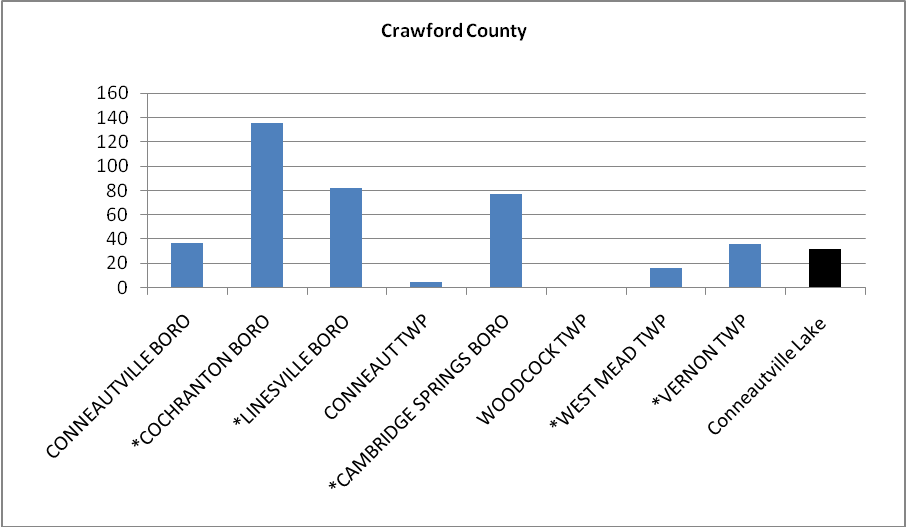 Crawford County
160
140
120
100
80
60
40
20
0
CONNEAUTVILLE BORO
*COCHRANTON BORO
*LINESVILLE BORO
CONNEAUT TWP
*CAMBRIDGE SPRINGS BORO
WOODCOCK TWP
*WEST MEAD TWP
*VERNON TWP
Conneautville Lake